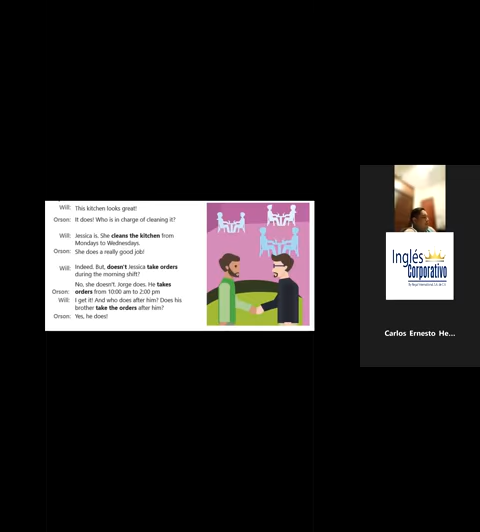 Will: This kitchen looks great!
Orson: It does! Who is in charge of cleaning it?
Will: Jessica is. She cleans the kitchen from
Mondays to Wednesdays.
Orson: She does a really good job!
Will: Indeed. But, doesn't Jessica take orders
during the morning shift?
No, she doesn't. Jorge does. He takes
Orson: orders from 10:00 am to 2:00 pm
Will: I get it! And who does after him? Does his
brother take the orders after him?
Orson: Yes, he does!
Inglés
Corporativo
Carlos Ernesto He...